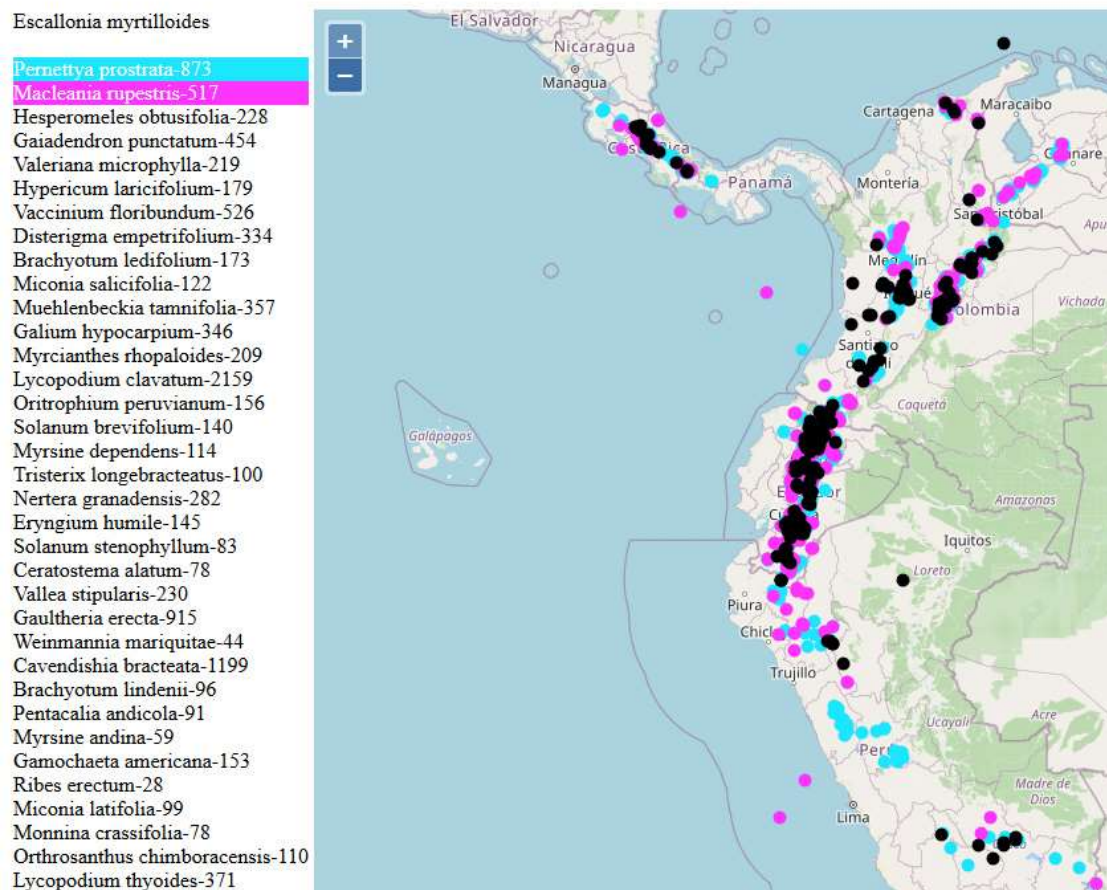 Escallonia myrtilloides
Pernettya prostrata-873
Macleania rupestris-517
Hesperomeles obtusifolia-228
Gaiadendron punctatum-454
Valeriana microphylla-219
Hypericum laricifolium-179
Vaccinium floribundum-526
Disterigma empetrifolium-334
Brachyotum ledifolium-173
Miconia salicifolia-122
Muehlenbeckia tamnifolia-357
Galium hypocarpium-346
Myrcianthes rhopaloides-209
Lycopodium clavatum-2159
Oritrophium peruvianum-156
Solanum brevifolium-140
Myrsine dependens-114
Tristerix longebracteatus-100
Nertera granadensis-282
Eryngium humile-145
Solanum stenophyllum-83
Ceratostema alatum-78
Vallea stipularis-230
Gaultheria erecta-915
Weinmannia mariquitae-44
Cavendishia bracteata-1199
Brachyotum lindenii-96
Pentacalia andicola-91
Myrsine andina-59
Gamochaeta americana-153
Ribes erectum-28
Miconia latifolia-99
Monnina crassifolia-78
Orthrosanthus chimboracensis-110
Lycopodium thyoides-371
+
−
El Salvador
Nicaragua
Managua
Cartagena
Maracaibo
Panamá
Montería
Vichada
Santiago
Caquetá
Galápagos
Amazonas
Iquitos
Loreto
Piura
Trujillo
Ucayali
Acre
Madre de
Dios
Lima